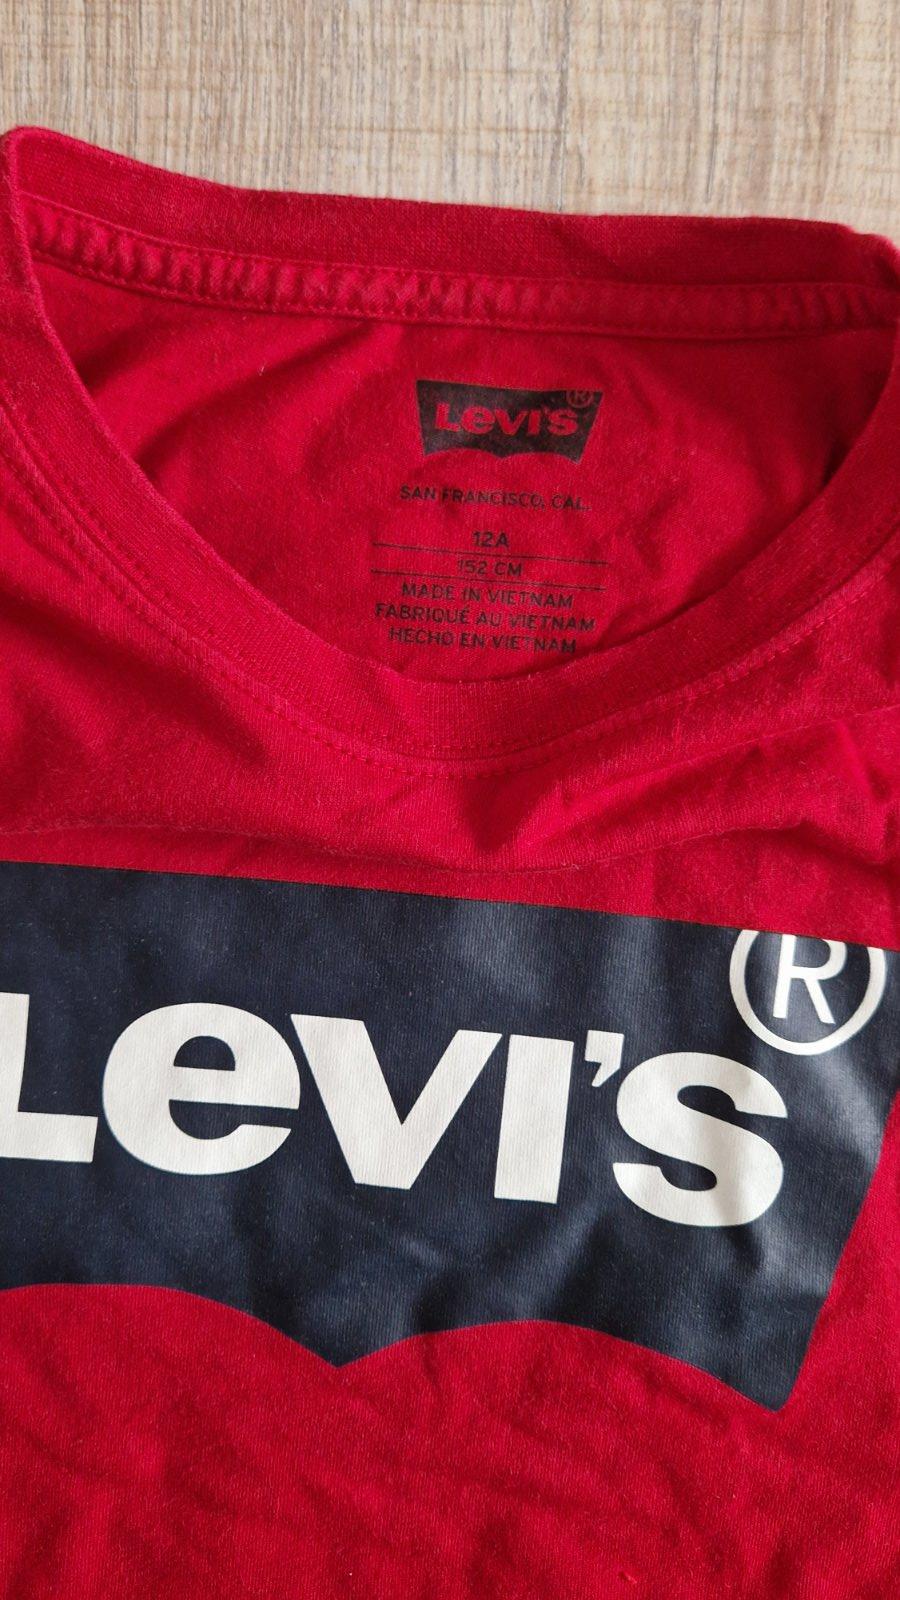 LEVI'S ®
SAN FRANCISCO, CAL.
12A
152 CM
MADE IN VIETNAM
FABRIQUÉ AU VIETNAM
HECHO EN VIETNAM
®
LEVI'S